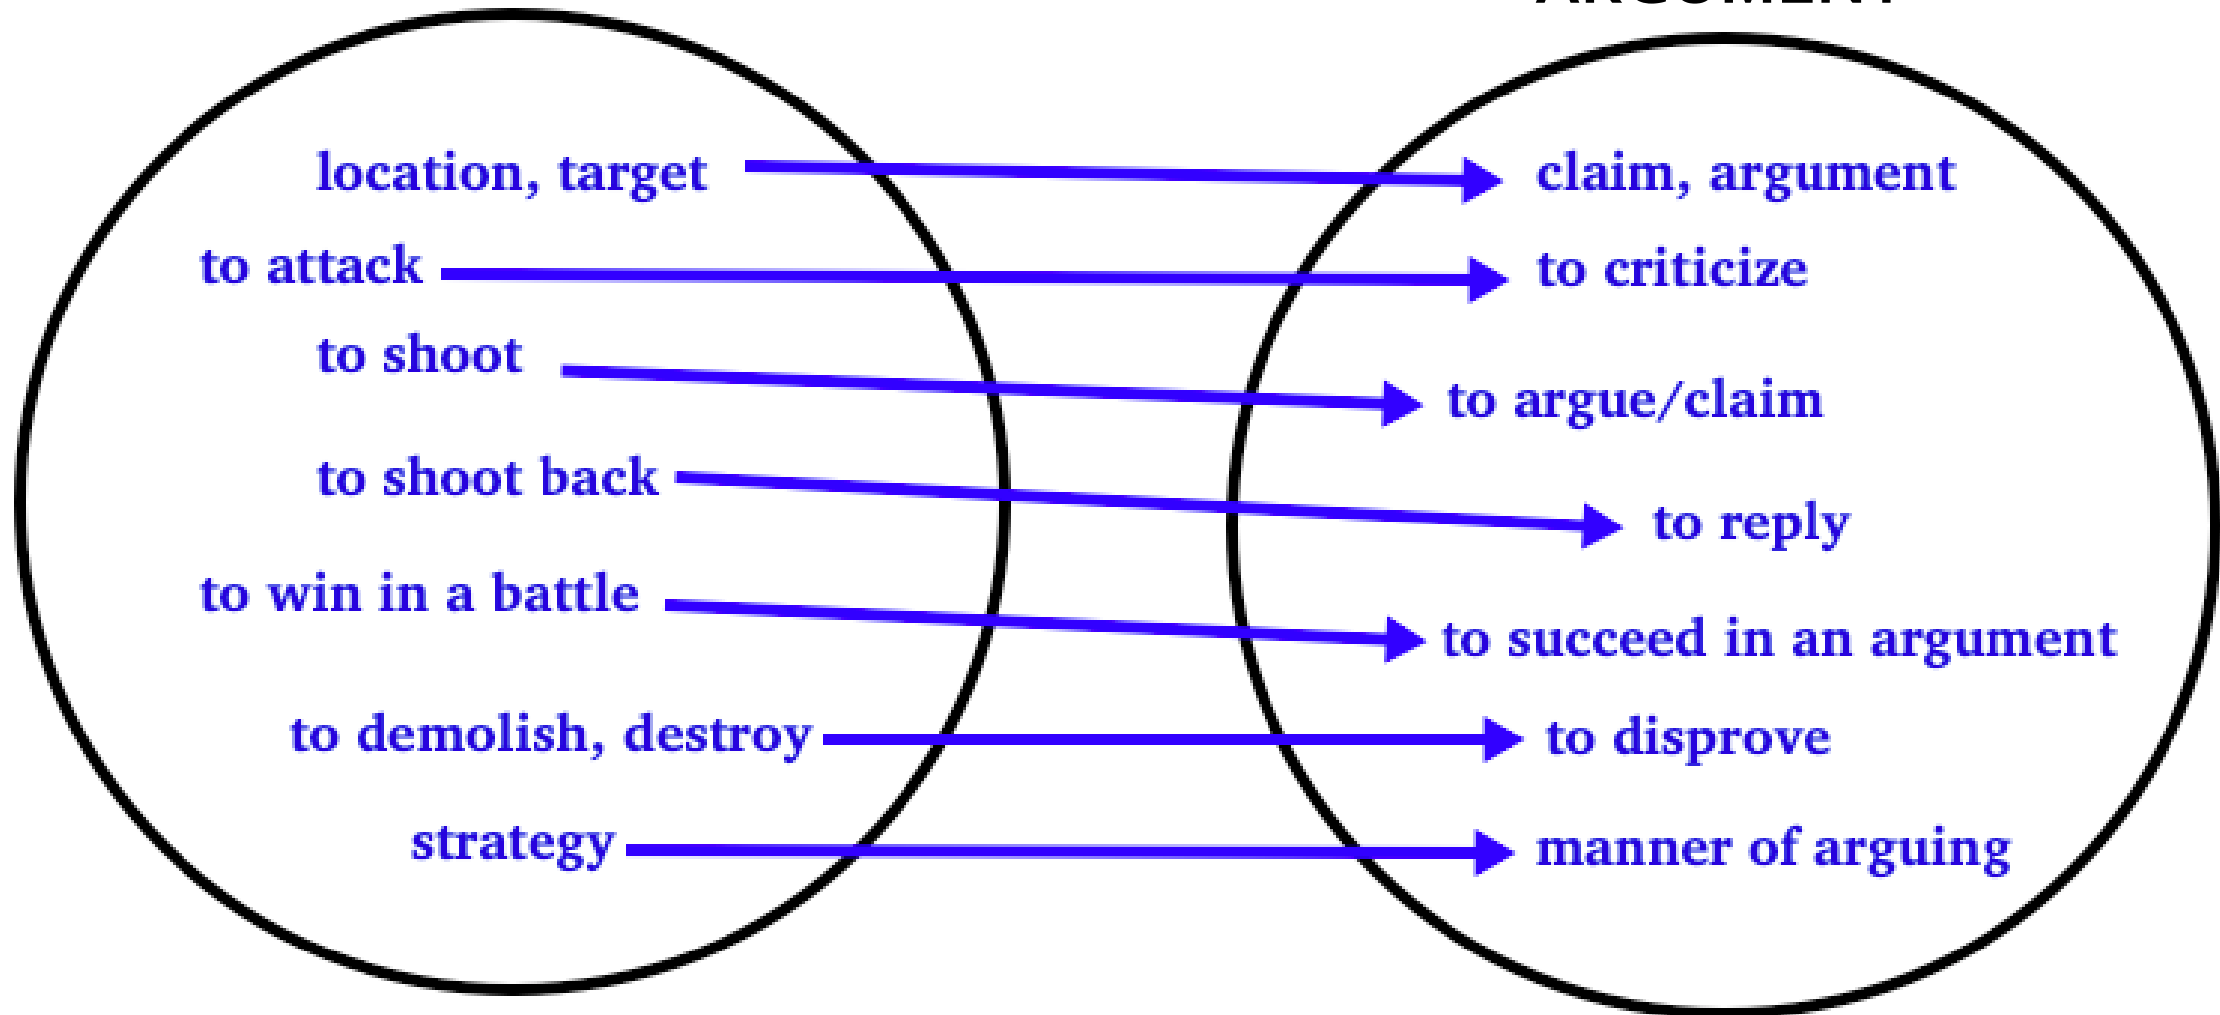 ARGUMENT
location, target
claim, argument
to attack
to criticize
to shoot
to argue/claim
to shoot back
to reply
to win in a battle
to succeed in an argument
to demolish, destroy
to disprove
strategy
manner of arguing